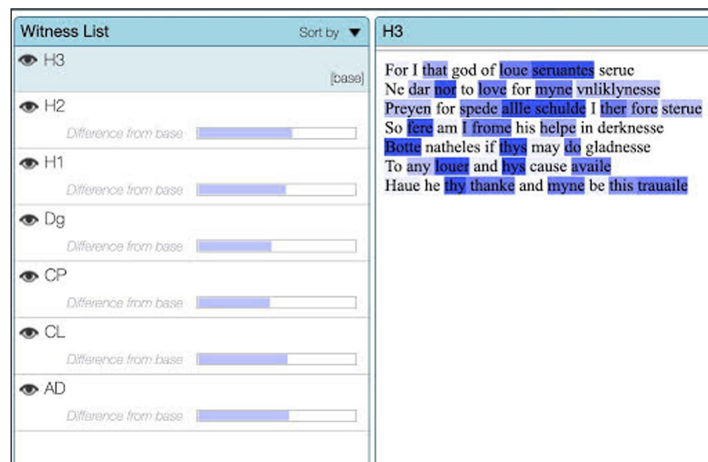 Witness List
Sort by ▼
H3
[base]
H2
Difference from base
H1
Difference from base
Dg
Difference from base
CP
Difference from base
CL
Difference from base
AD
Difference from base
H3
For I that god of loue seruantes serue
Ne dar nor to love for myne vnliklynesse
Preyen for spede allle schulde I ther fore sterue
So fere am I frome his helpe in derknesse
Botte natheles if thys may do gladnesse
To any louer and hys cause availe
Haue he thy thanke and myne be this trauaile